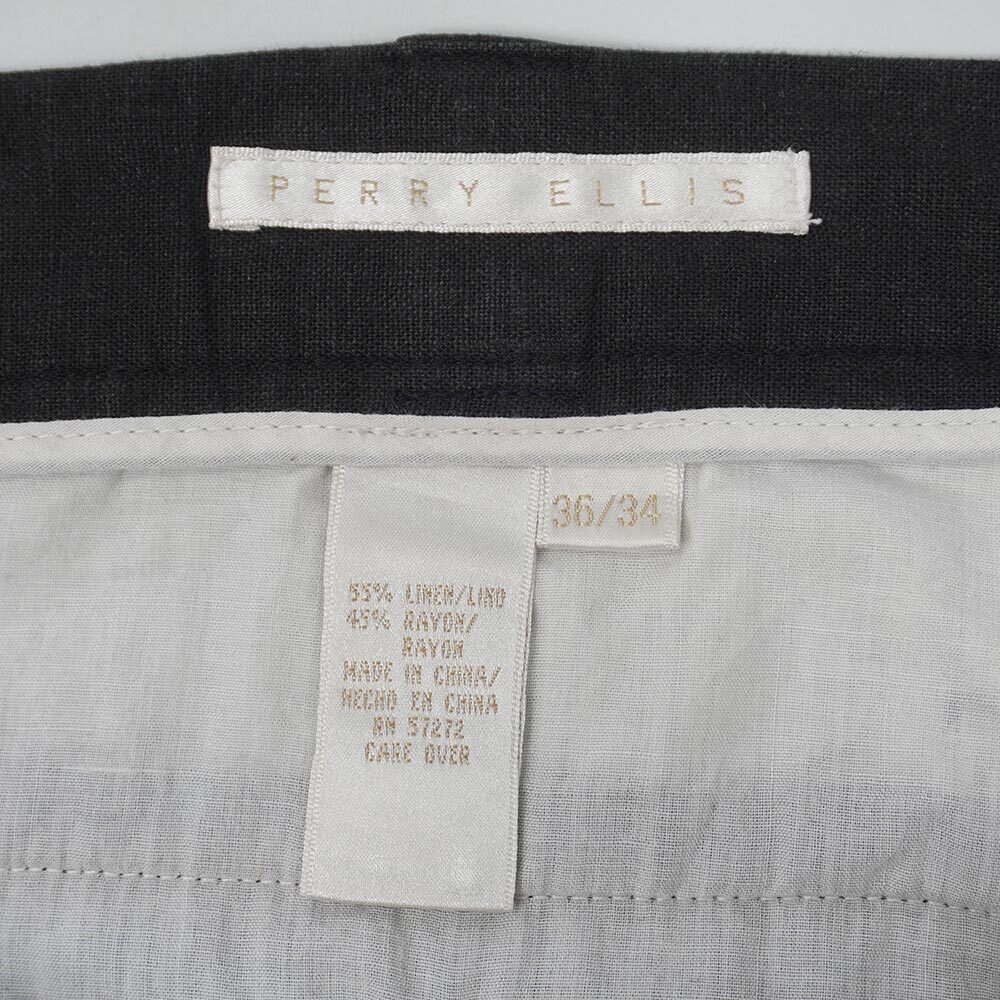 PERRY ELLIS
36/34
55% LINEN/LINO
45% RAYON/
RAYON
MADE IN CHINA/
HECHO EN CHINA
RN 57272
CARE OVER